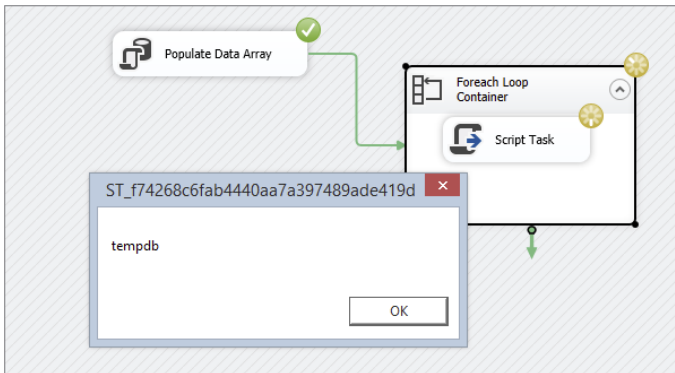 Populate Data Array
Foreach Loop
Container
Script Task
ST_f74268c6fab4440aa7a397489ade419d
tempdb
OK